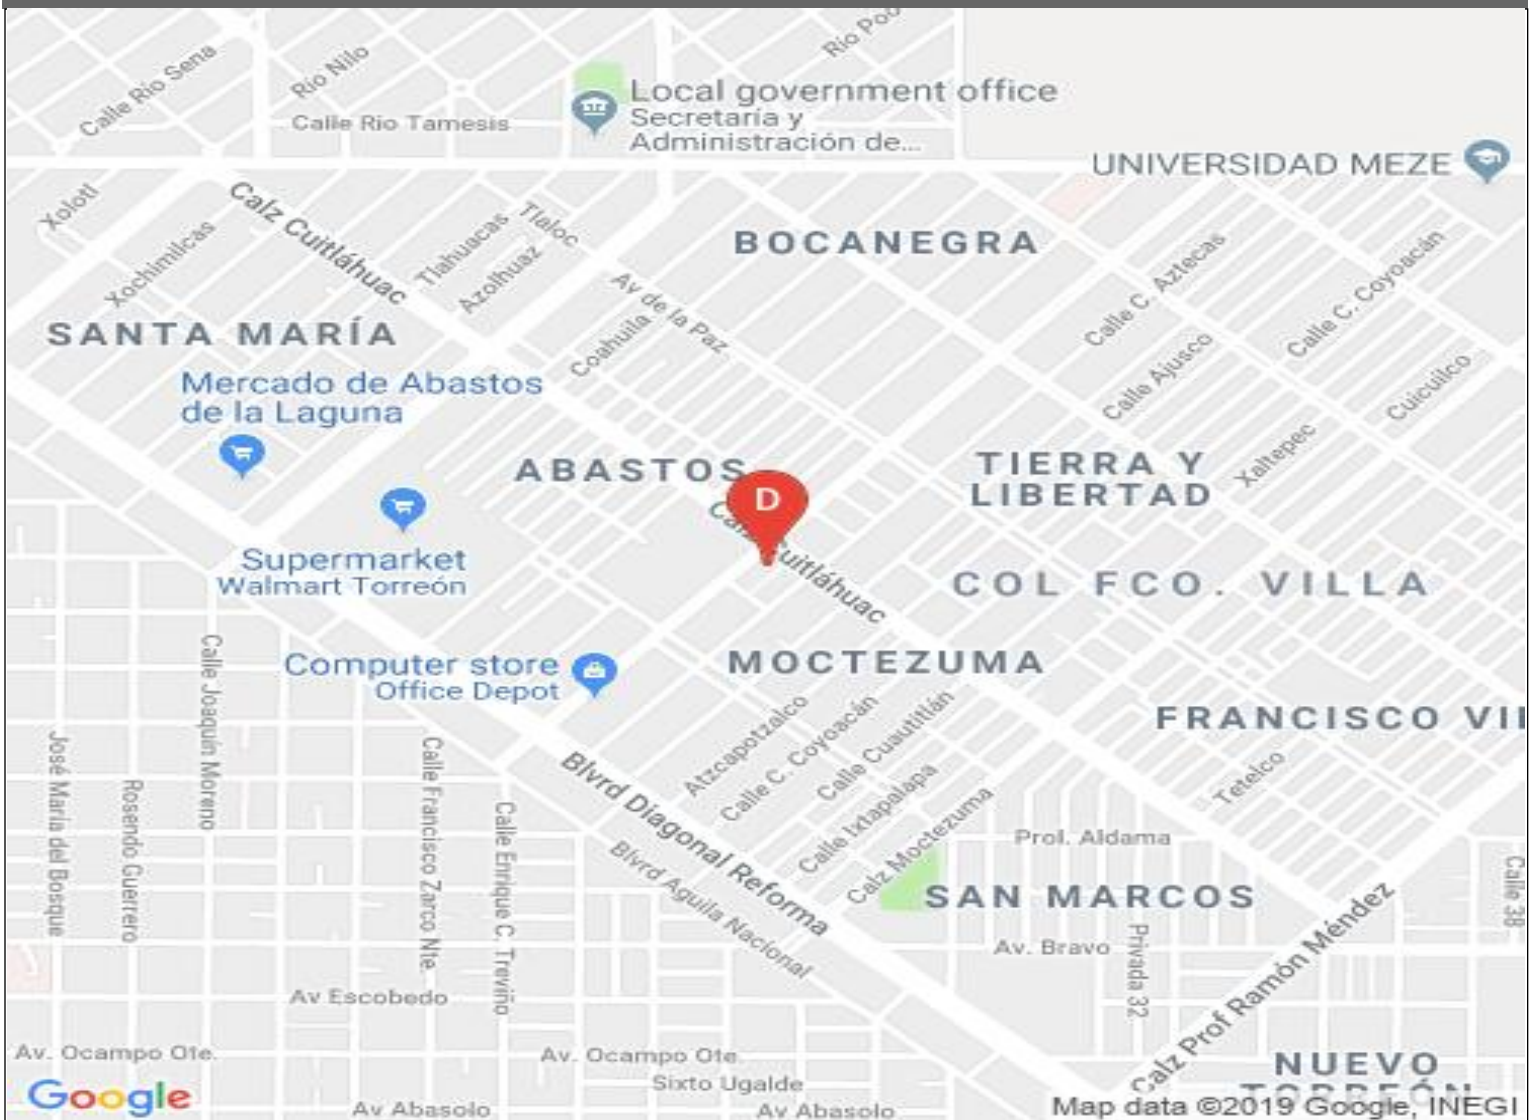 Calle Rio Sena
Rio Nilo
Rio Poo
Calle Rio Tamesis
Local government office
Secretaría y
Administración de...
UNIVERSIDAD MEZE
Xolotl
Calz Cuitláhuac
Tlahuacas
Tlaloc
Azolhuaz
Xochimilcas
BOCANEGRA
Calle C. Aztecas
Calle C. Coyoacán
Av de la Paz
Coahuila
SANTA MARÍA
Mercado de Abastos
de la Laguna
Calle Ajusco
Cuicuilco
ABASTOS
TIERRA Y
LIBERTAD
Xaltepec
D
Calz Cuitláhuac
Supermarket
Walmart Torreón
COL FCO. VILLA
Computer store
Office Depot
MOCTEZUMA
Calle Joaquín Moreno
FRANCISCO VII
Atzcapotzalco
Calle C. Coyoacán
Calle Cuautitlán
Calle Ixtapalapa
Calz Moctezuma
Tetelco
José María del Bosque
Rosendo Guerrero
Calle Francisco Zarco Nte.
Calle Enrique C. Treviño
Blvrd Diagonal Reforma
Blvrd Aguila Nacional
Prol. Aldama
SAN MARCOS
Calle 38
Av. Bravo
Privada 32
Calz Prof Ramón Méndez
Av Escobedo
Av. Ocampo Ote.
Av. Ocampo Ote.
Sixto Ugalde
NUEVO
TORREÓN
Google
Av Abasolo
Av Abasolo
Map data ©2019 Google, INEGI